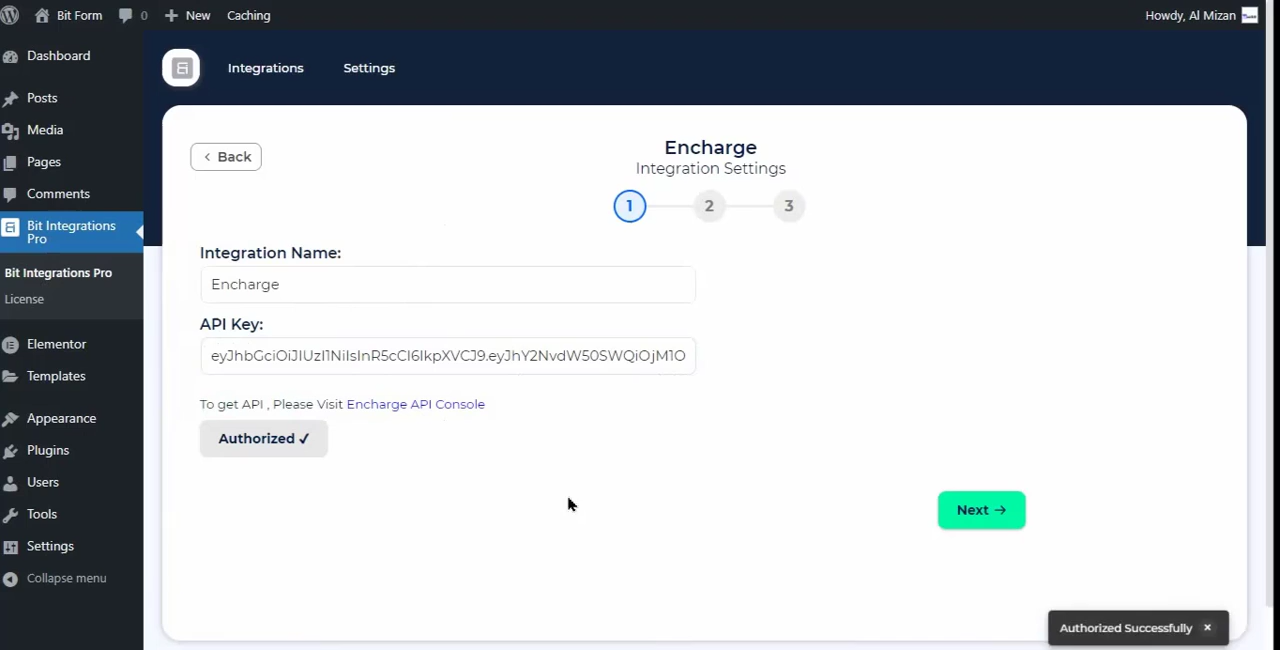 Bit Form
0
New
Caching
Howdy, Al Mizan
Dashboard
Posts
Media
Pages
Comments
Bit Integrations
Pro
Bit Integrations Pro
License
Elementor
Templates
Appearance
Plugins
Users
Tools
Settings
Collapse menu
Integrations
Settings
< Back
Encharge
Integration Settings
1
2
3
Integration Name:
Encharge
API Key:
To get API , Please Visit Encharge API Console
Authorized ✓
Next →
Authorized Successfully ×